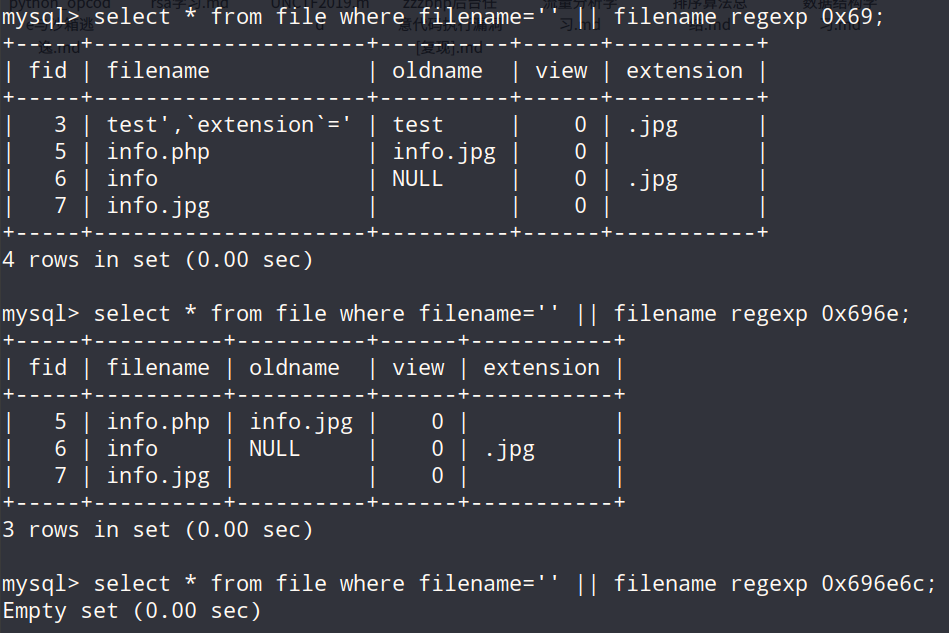 mysql> select * from file where filename='' || filename regexp 0x69;
+-----+----------------------+----------+------+-----------+
| fid | filename             | oldname  | view | extension |
+-----+----------------------+----------+------+-----------+
|   3 | test',`extension`='  | test     |    0 | .jpg      |
|   5 | info.php             | info.jpg |    0 |           |
|   6 | info                 | NULL     |    0 | .jpg      |
|   7 | info.jpg             |          |    0 |           |
+-----+----------------------+----------+------+-----------+
4 rows in set (0.00 sec)
mysql> select * from file where filename='' || filename regexp 0x696e;
+-----+----------+----------+------+-----------+
| fid | filename | oldname  | view | extension |
+-----+----------+----------+------+-----------+
|   5 | info.php | info.jpg |    0 |           |
|   6 | info     | NULL     |    0 | .jpg      |
|   7 | info.jpg |          |    0 |           |
+-----+----------+----------+------+-----------+
3 rows in set (0.00 sec)
mysql> select * from file where filename='' || filename regexp 0x696e6c;
Empty set (0.00 sec)